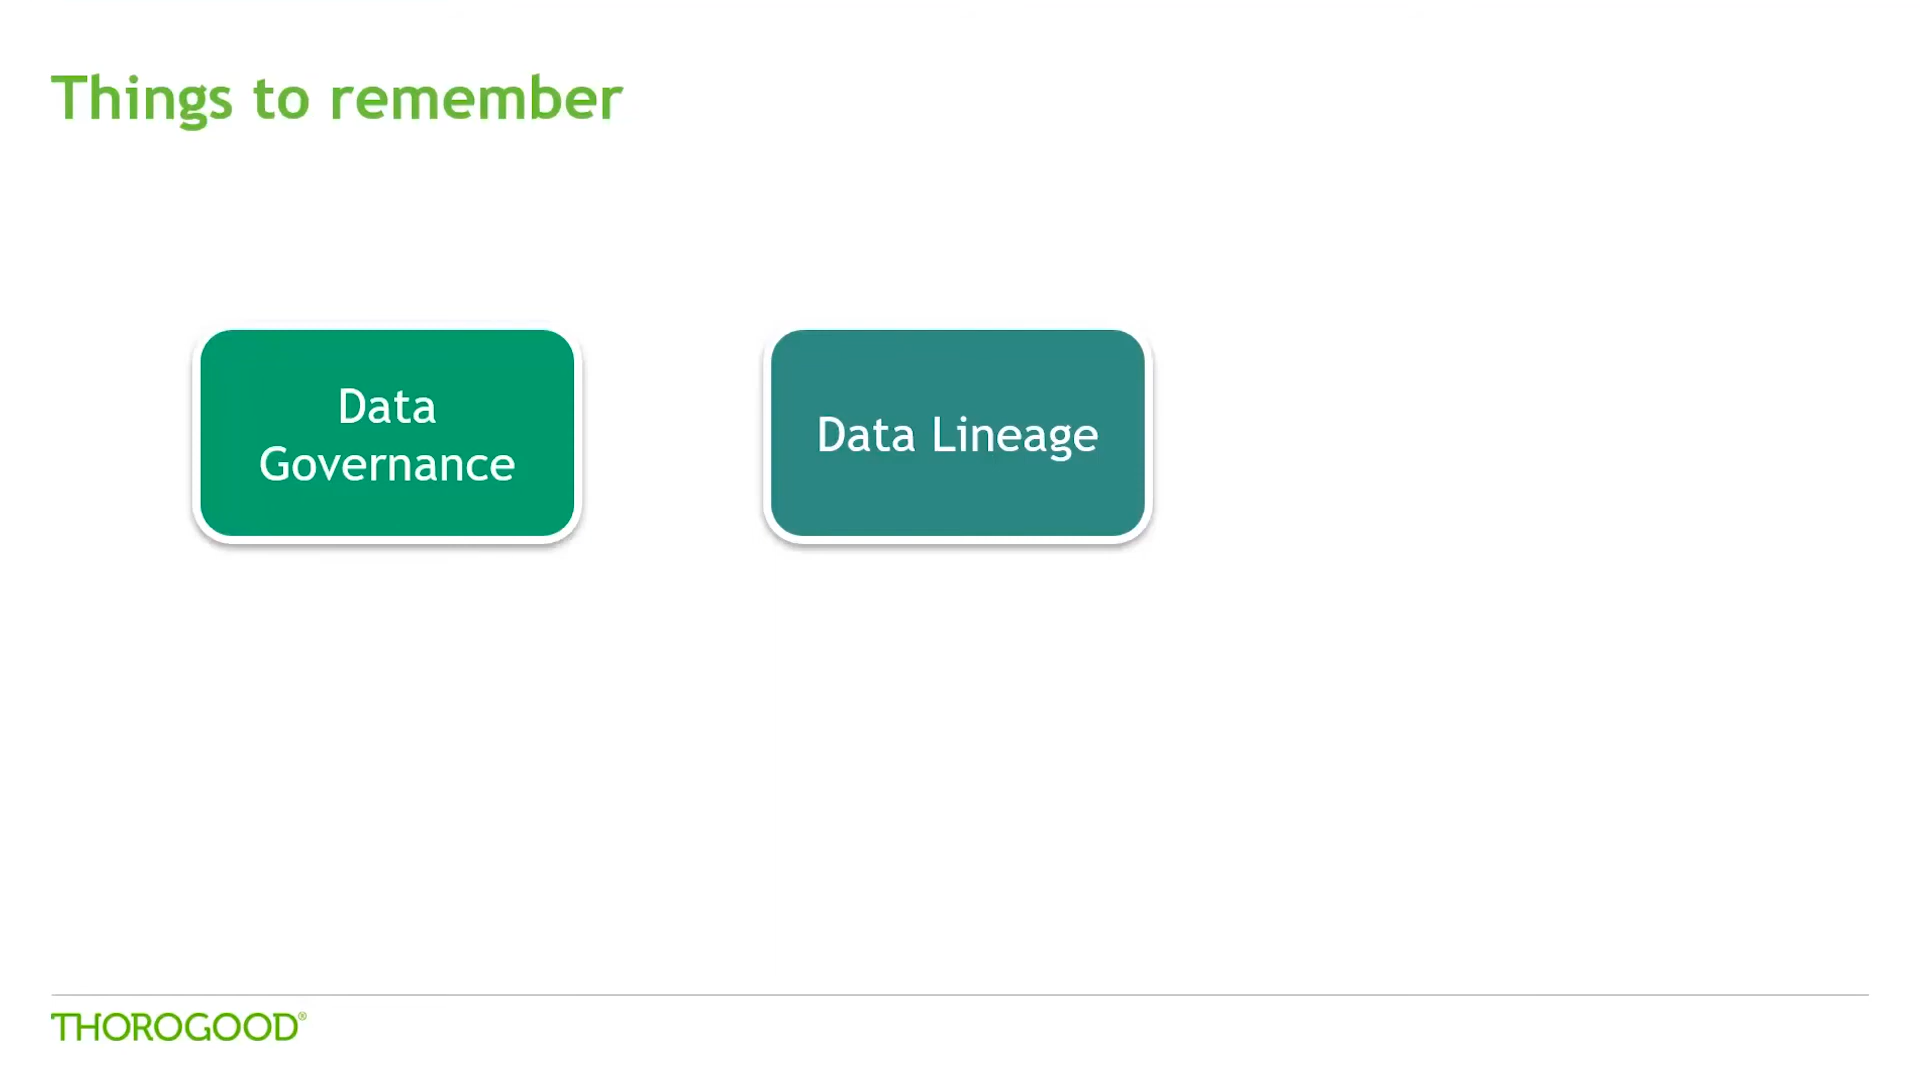 Things to remember
Data
Governance
Data Lineage
THOROGOOD®